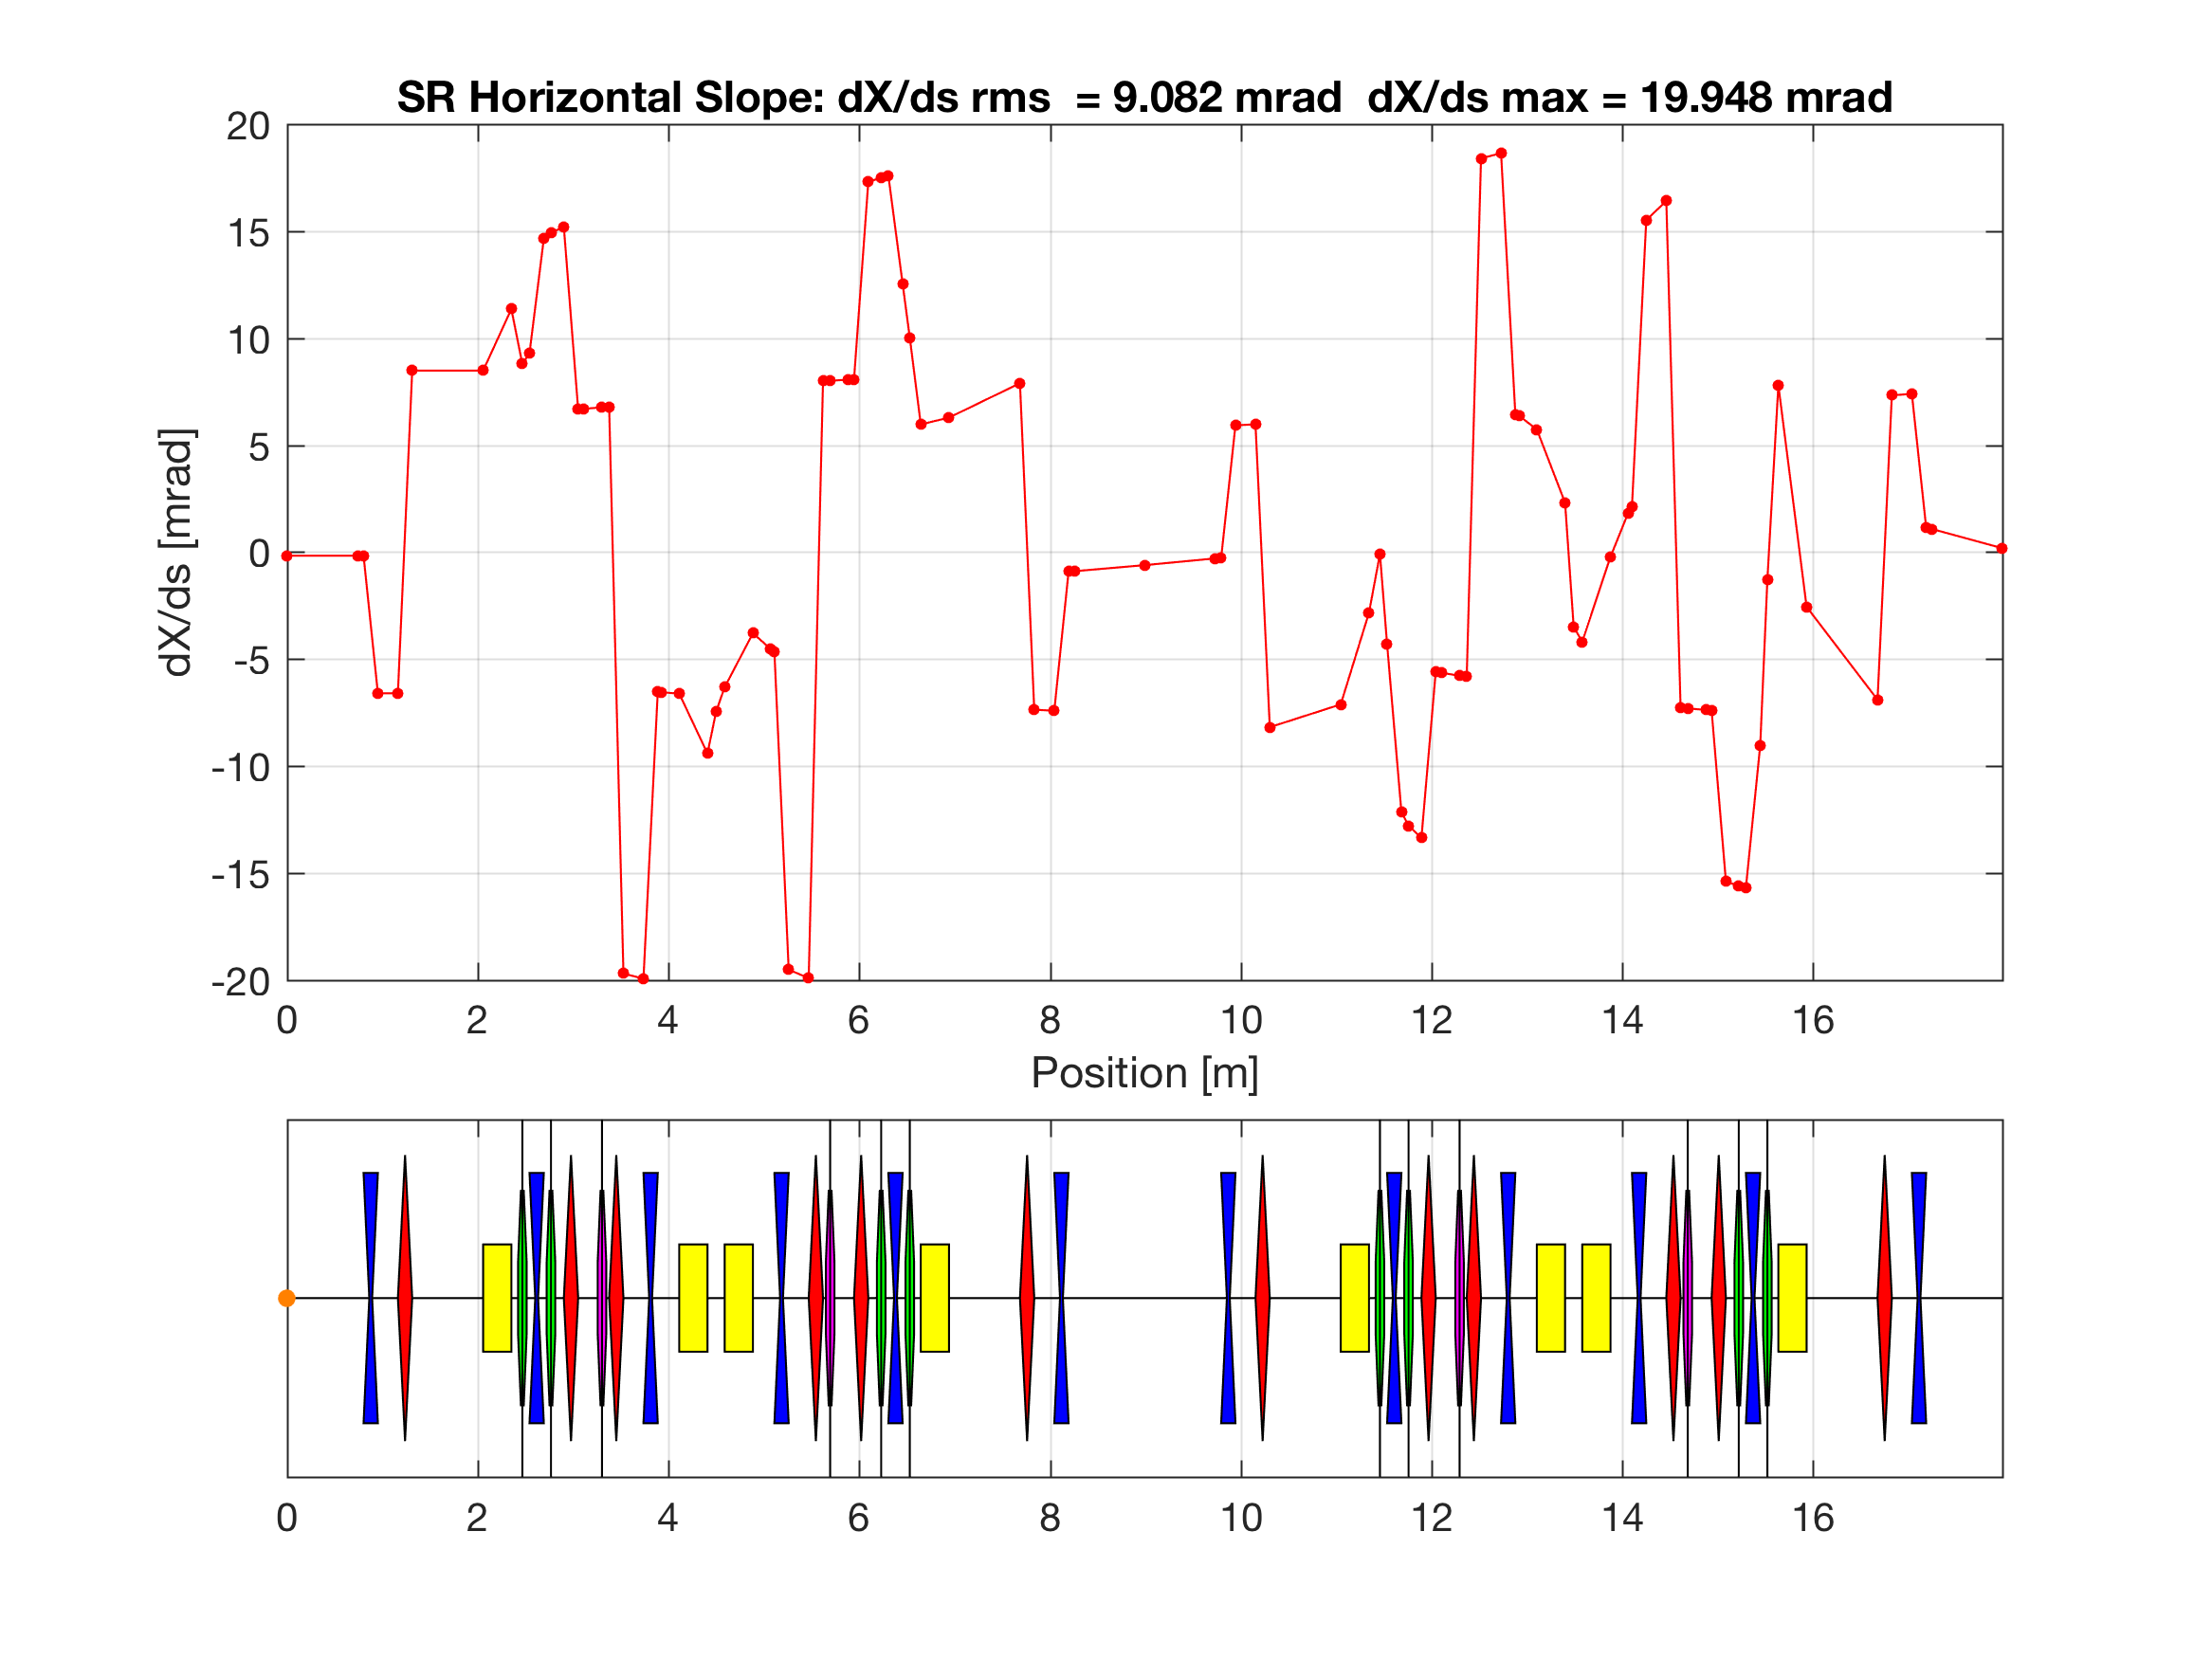 SR Horizontal Slope: dX/ds rms  = 9.082 mrad  dX/ds max = 19.948 mrad
20
15
10
5
0
-5
-10
-15
-20
dX/ds [mrad]
0 2 4 6 8 10 12 14 16
Position [m]
0 2 4 6 8 10 12 14 16